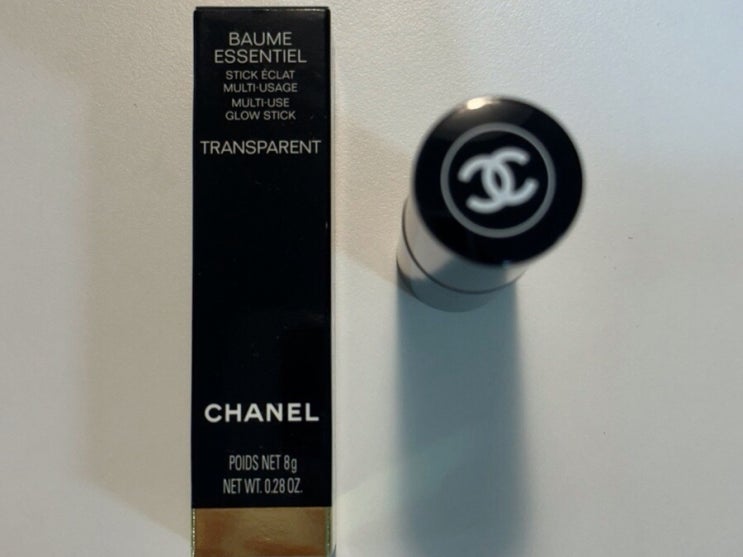 BAUME
ESSENTIEL
STICK ÉCLAT
MULTI-USAGE
MULTI-USE
GLOW STICK
TRANSPARENT
CHANEL
POIDS NET 8g
NET WT. 0.28 OZ.